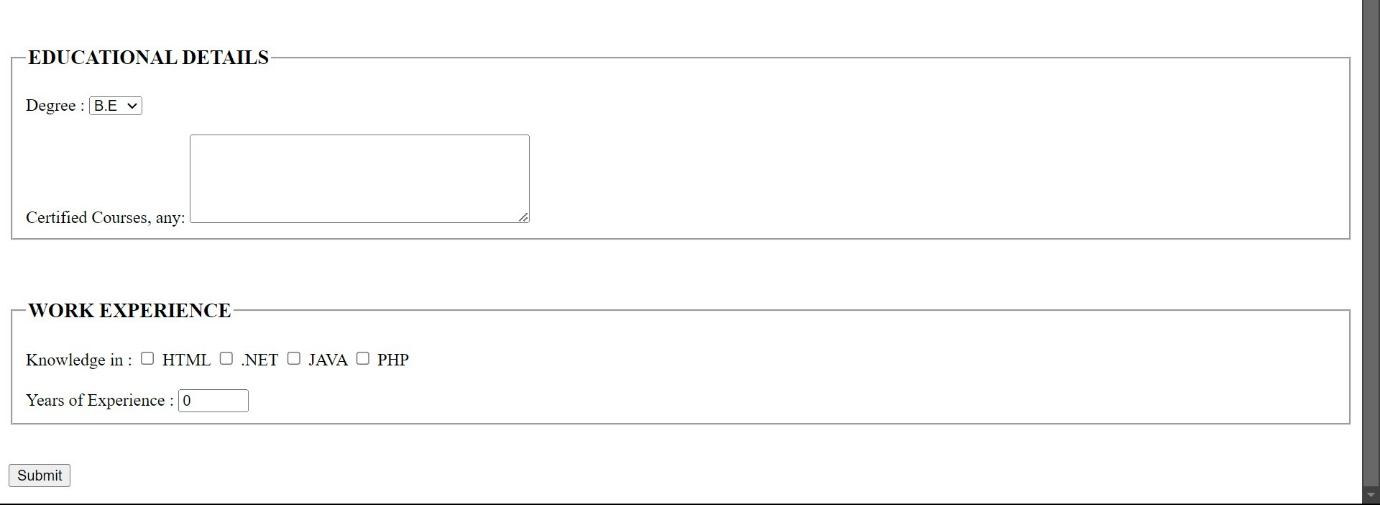 EDUCATIONAL DETAILS
Degree : B.E
Certified Courses, any:
WORK EXPERIENCE
Knowledge in : HTML .NET JAVA PHP
Years of Experience : 0
Submit